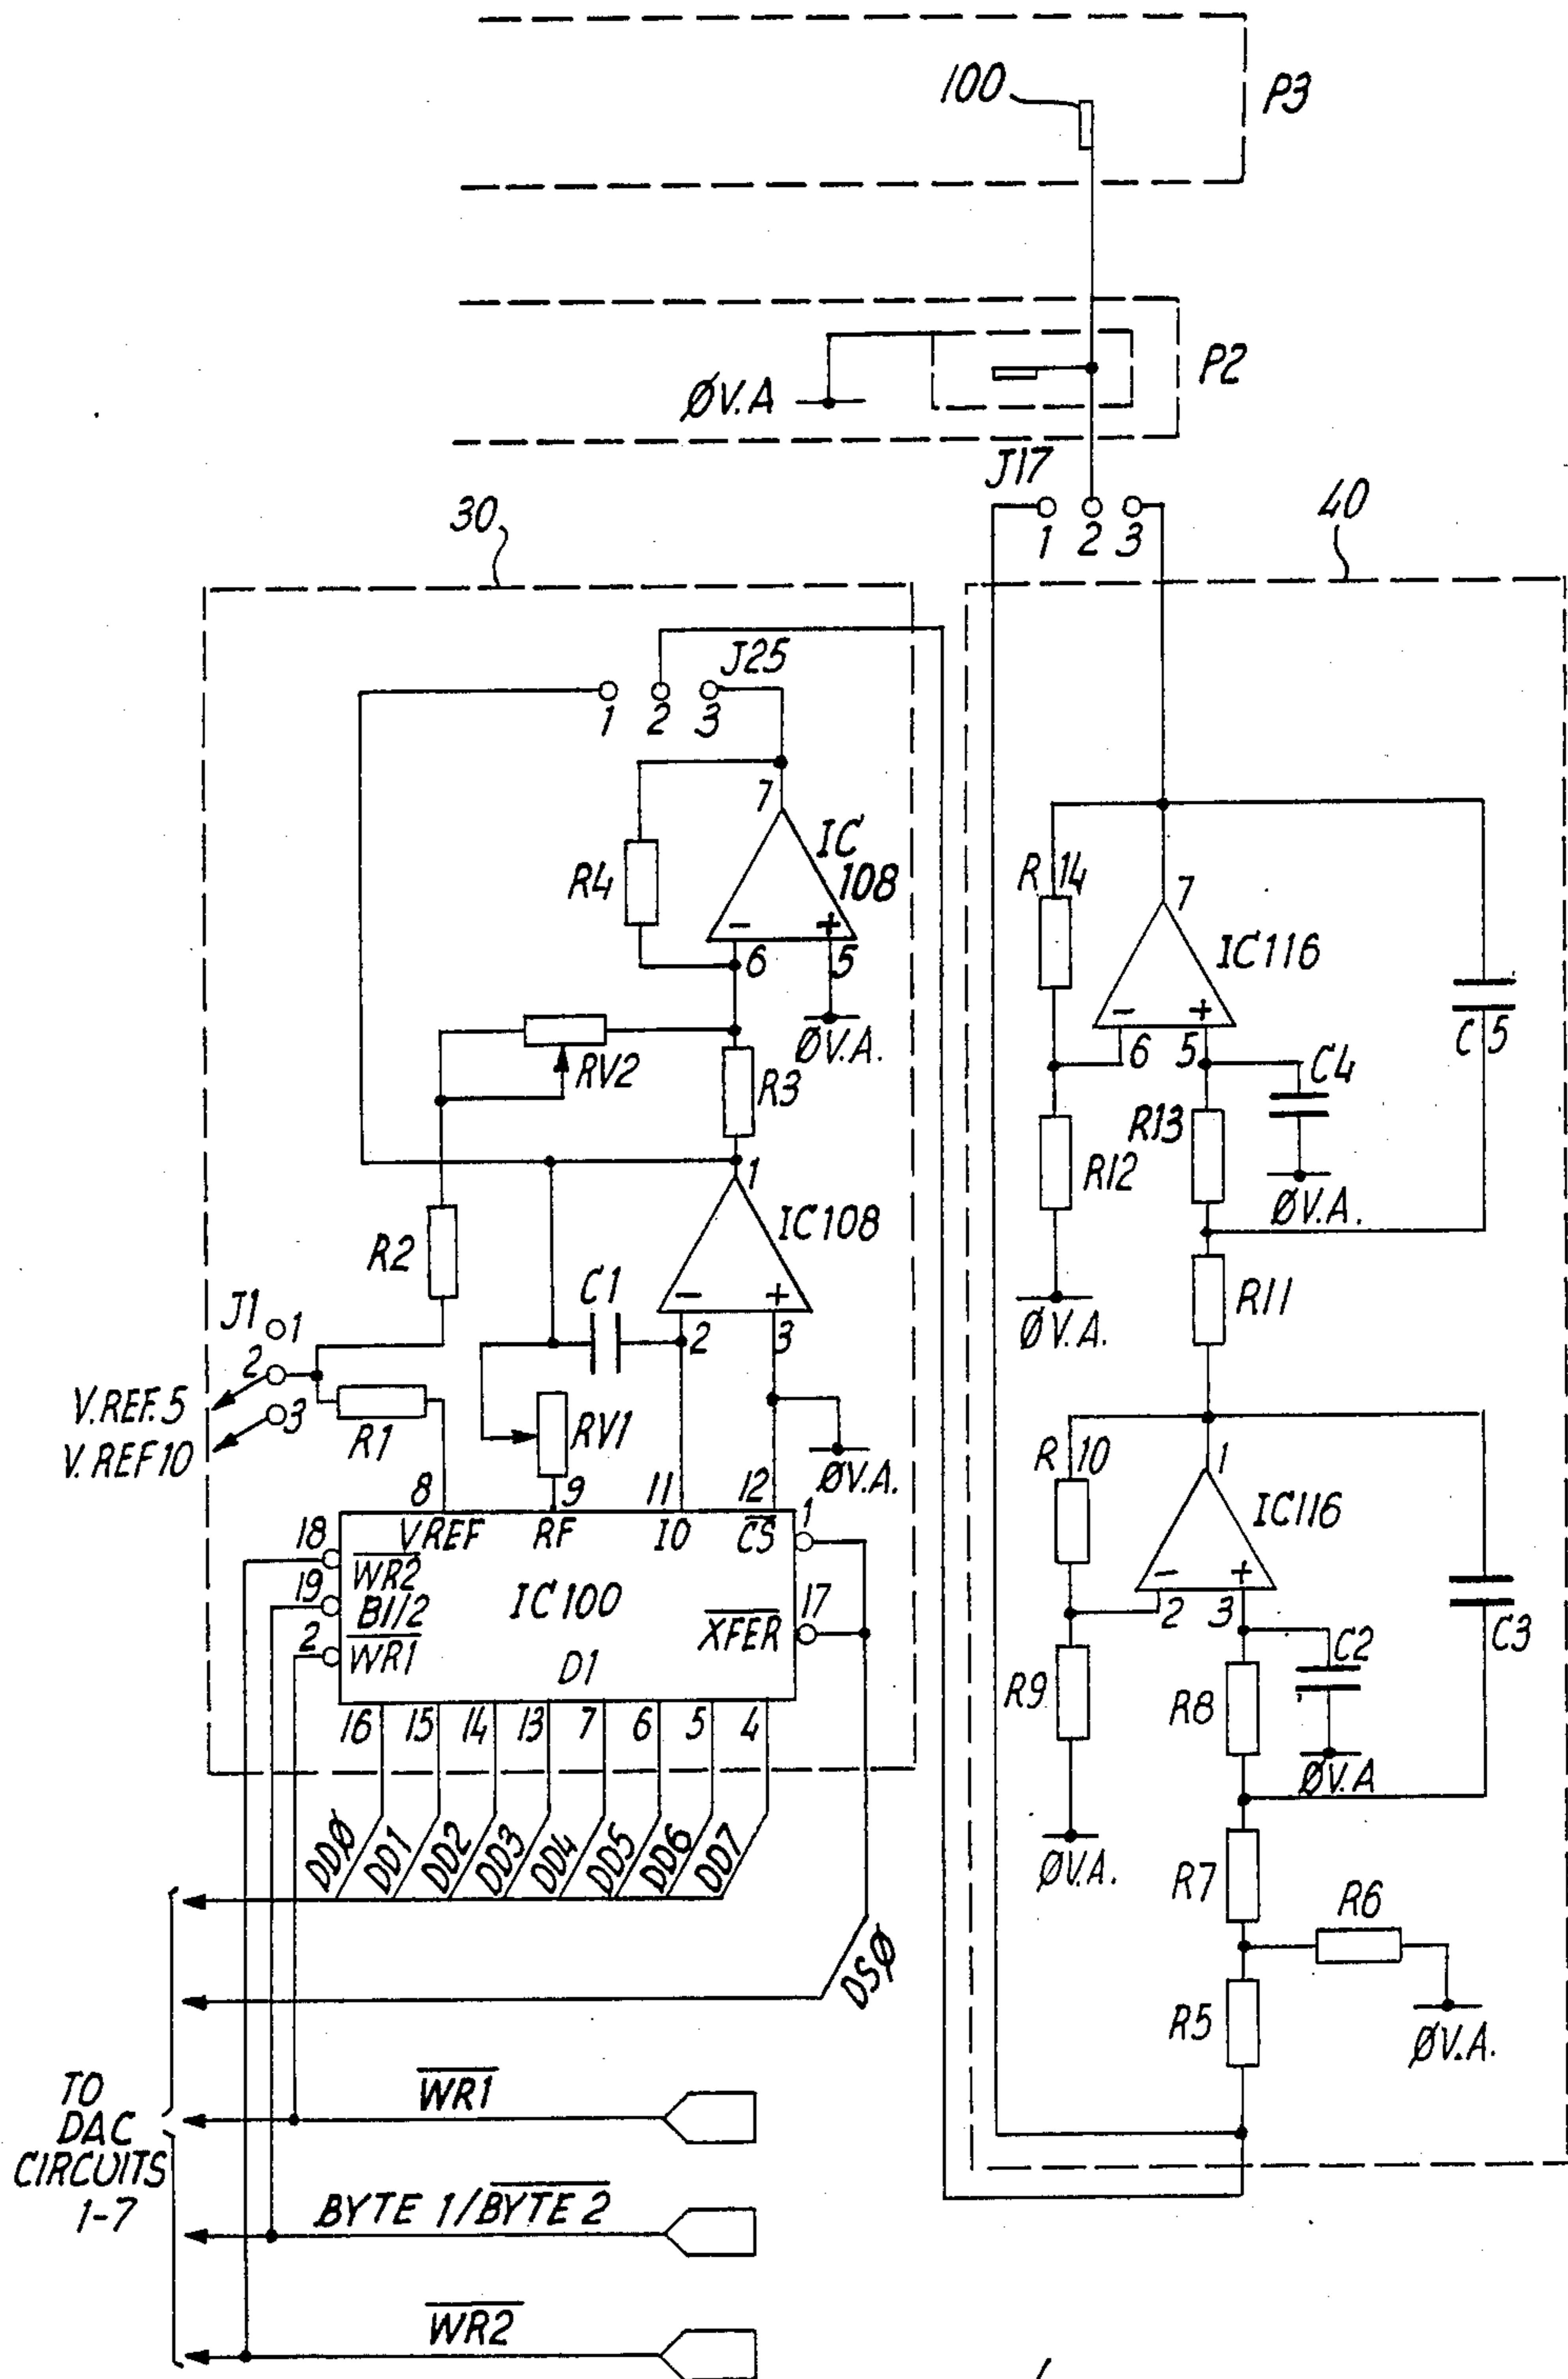 100
P3
ØV.A
P2
J17
1 2 3
30
40
J25
1 2 3
7
IC
108
R4
- +
6 5
ØV.A.
RV2
R3
1
IC108
R2
C1
- +
2 3
J1
1
2
3
V.REF.5
V.REF10
R1
RV1
ØV.A.
8 9 11 12 1
VREF RF IO CS
18 WR2
19 B1/2
2 WR1
IC100
XFER 17
D1
16 15 14 13 7 6 5 4
DDØ DD1 DD2 DD3 DD4 DD5 DD6 DD7
DSØ
TO
DAC
CIRCUITS
1-7
WR1
BYTE 1/BYTE 2
WR2
R 14
7
IC116
- +
6 5
C4
C5
R13
R12
ØV.A.
ØV.A.
R11
R 10
1
IC116
- +
2 3
C2
C3
R9
R8
ØV.A
ØV.A.
R7
R6
R5
ØV.A.